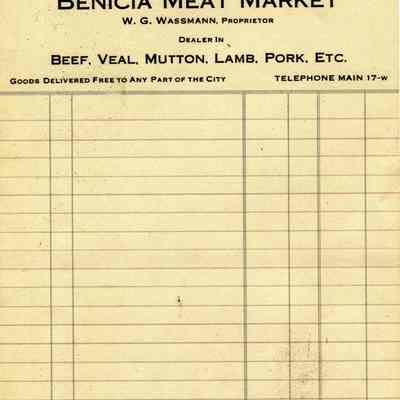 BENICIA MEAT MARKET
W. G. WASSMANN, PROPRIETOR
DEALER IN
BEEF, VEAL, MUTTON, LAMB, PORK, ETC.
GOODS DELIVERED FREE TO ANY PART OF THE CITY TELEPHONE MAIN 17-W